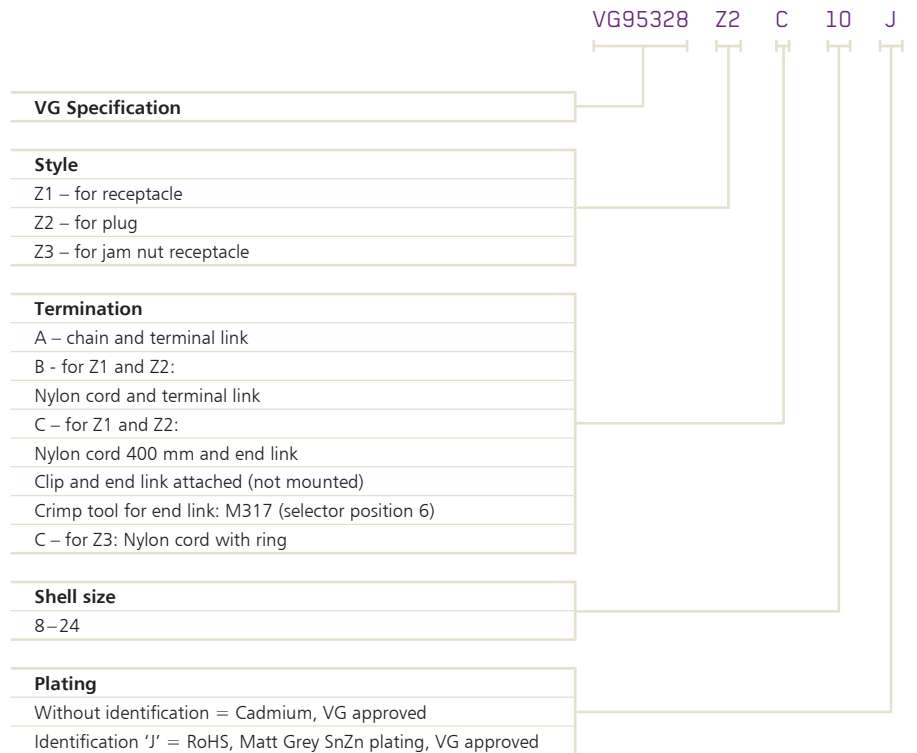 VG95328 Z2 C 10 J
VG Specification
Style
Z1 – for receptacle
Z2 – for plug
Z3 – for jam nut receptacle
Termination
A – chain and terminal link
B - for Z1 and Z2:
Nylon cord and terminal link
C – for Z1 and Z2:
Nylon cord 400 mm and end link
Clip and end link attached (not mounted)
Crimp tool for end link: M317 (selector position 6)
C – for Z3: Nylon cord with ring
Shell size
8–24
Plating
Without identification = Cadmium, VG approved
Identification ‘J’ = RoHS, Matt Grey SnZn plating, VG approved